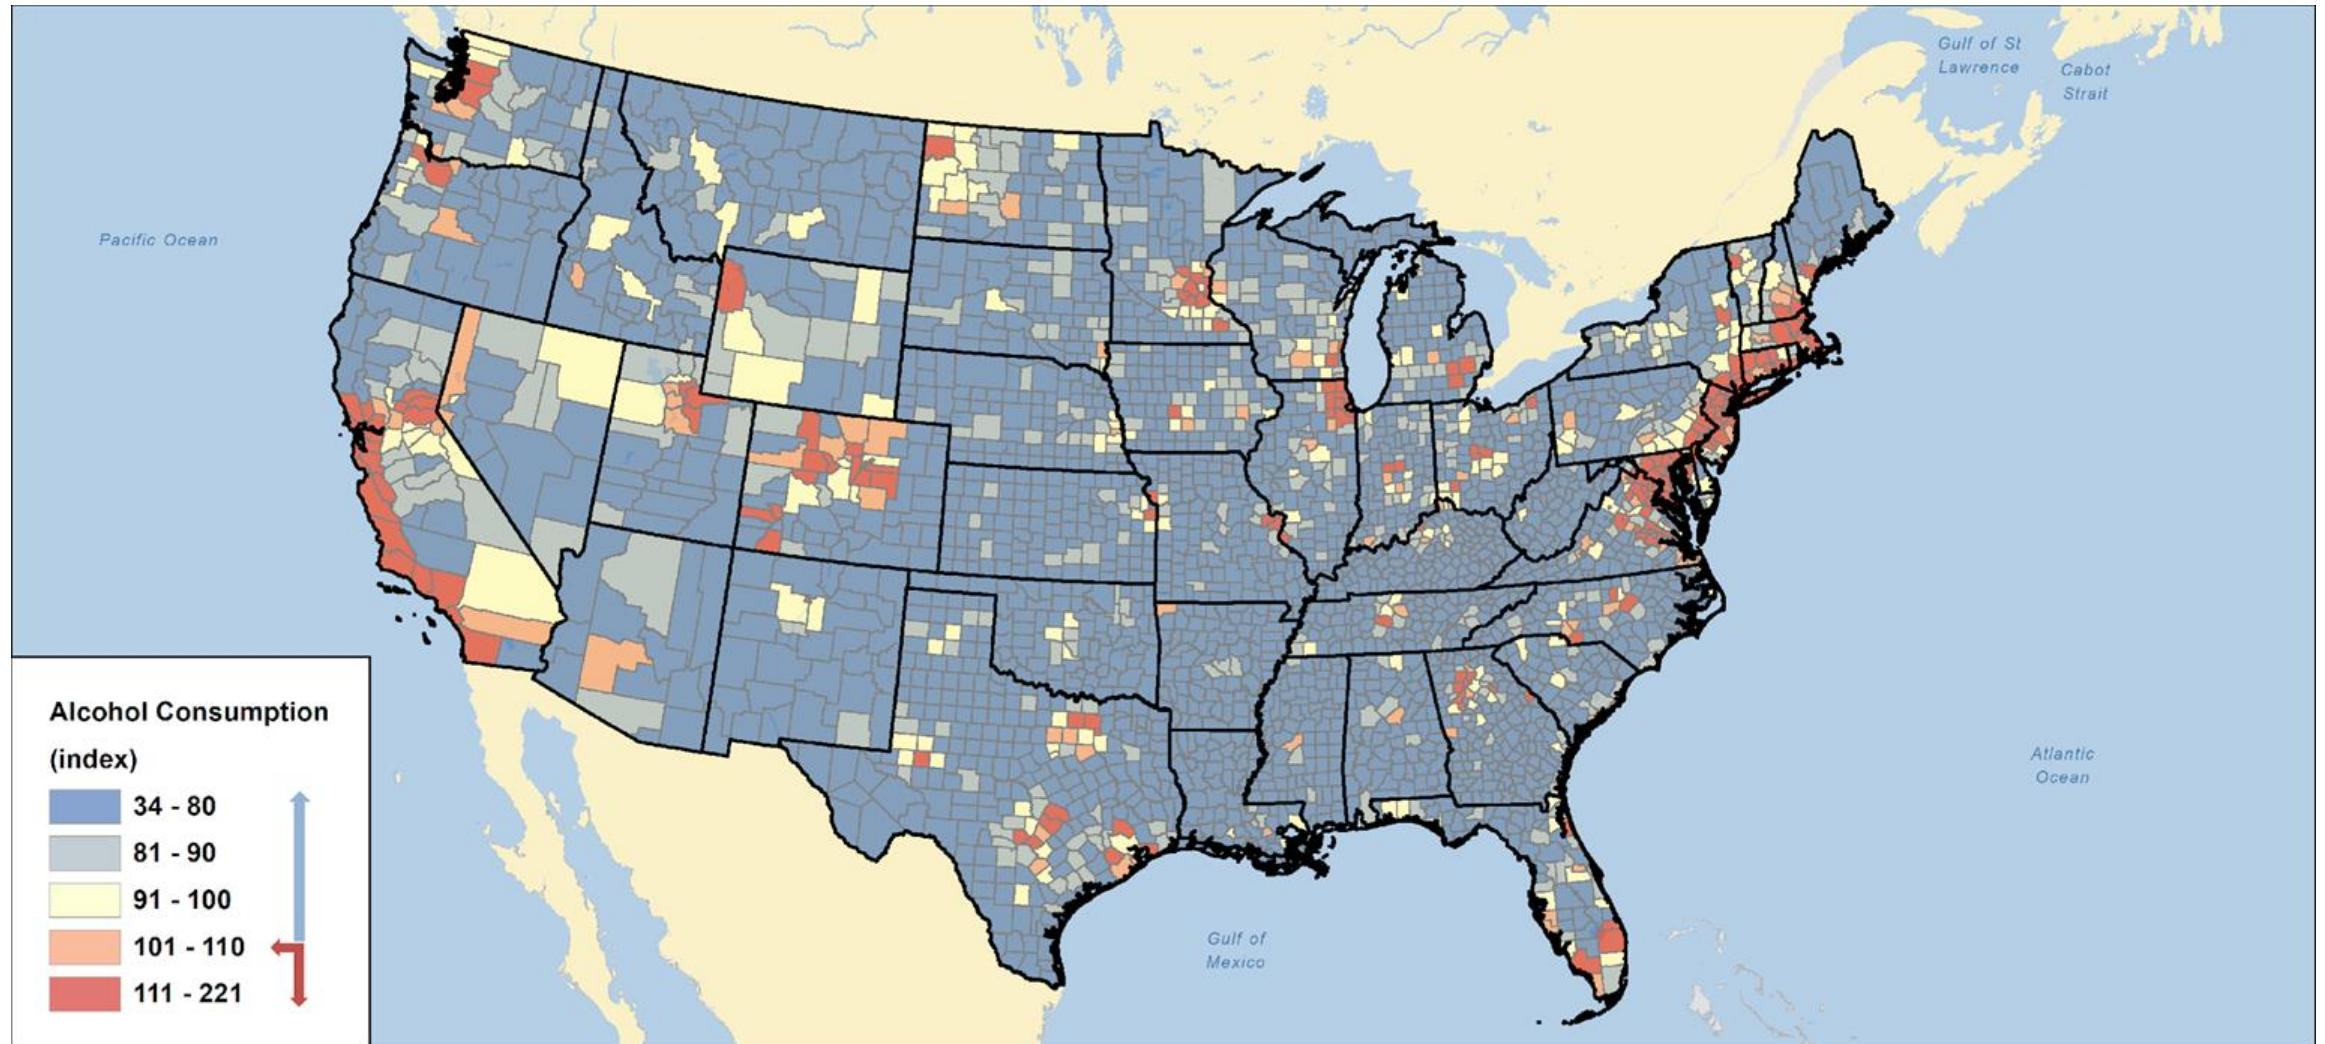 Gulf of St
Lawrence
Cabot
Strait
Pacific Ocean
Atlantic
Ocean
Gulf of
Mexico
Alcohol Consumption
(index)
34 - 80
81 - 90
91 - 100
101 - 110
111 - 221